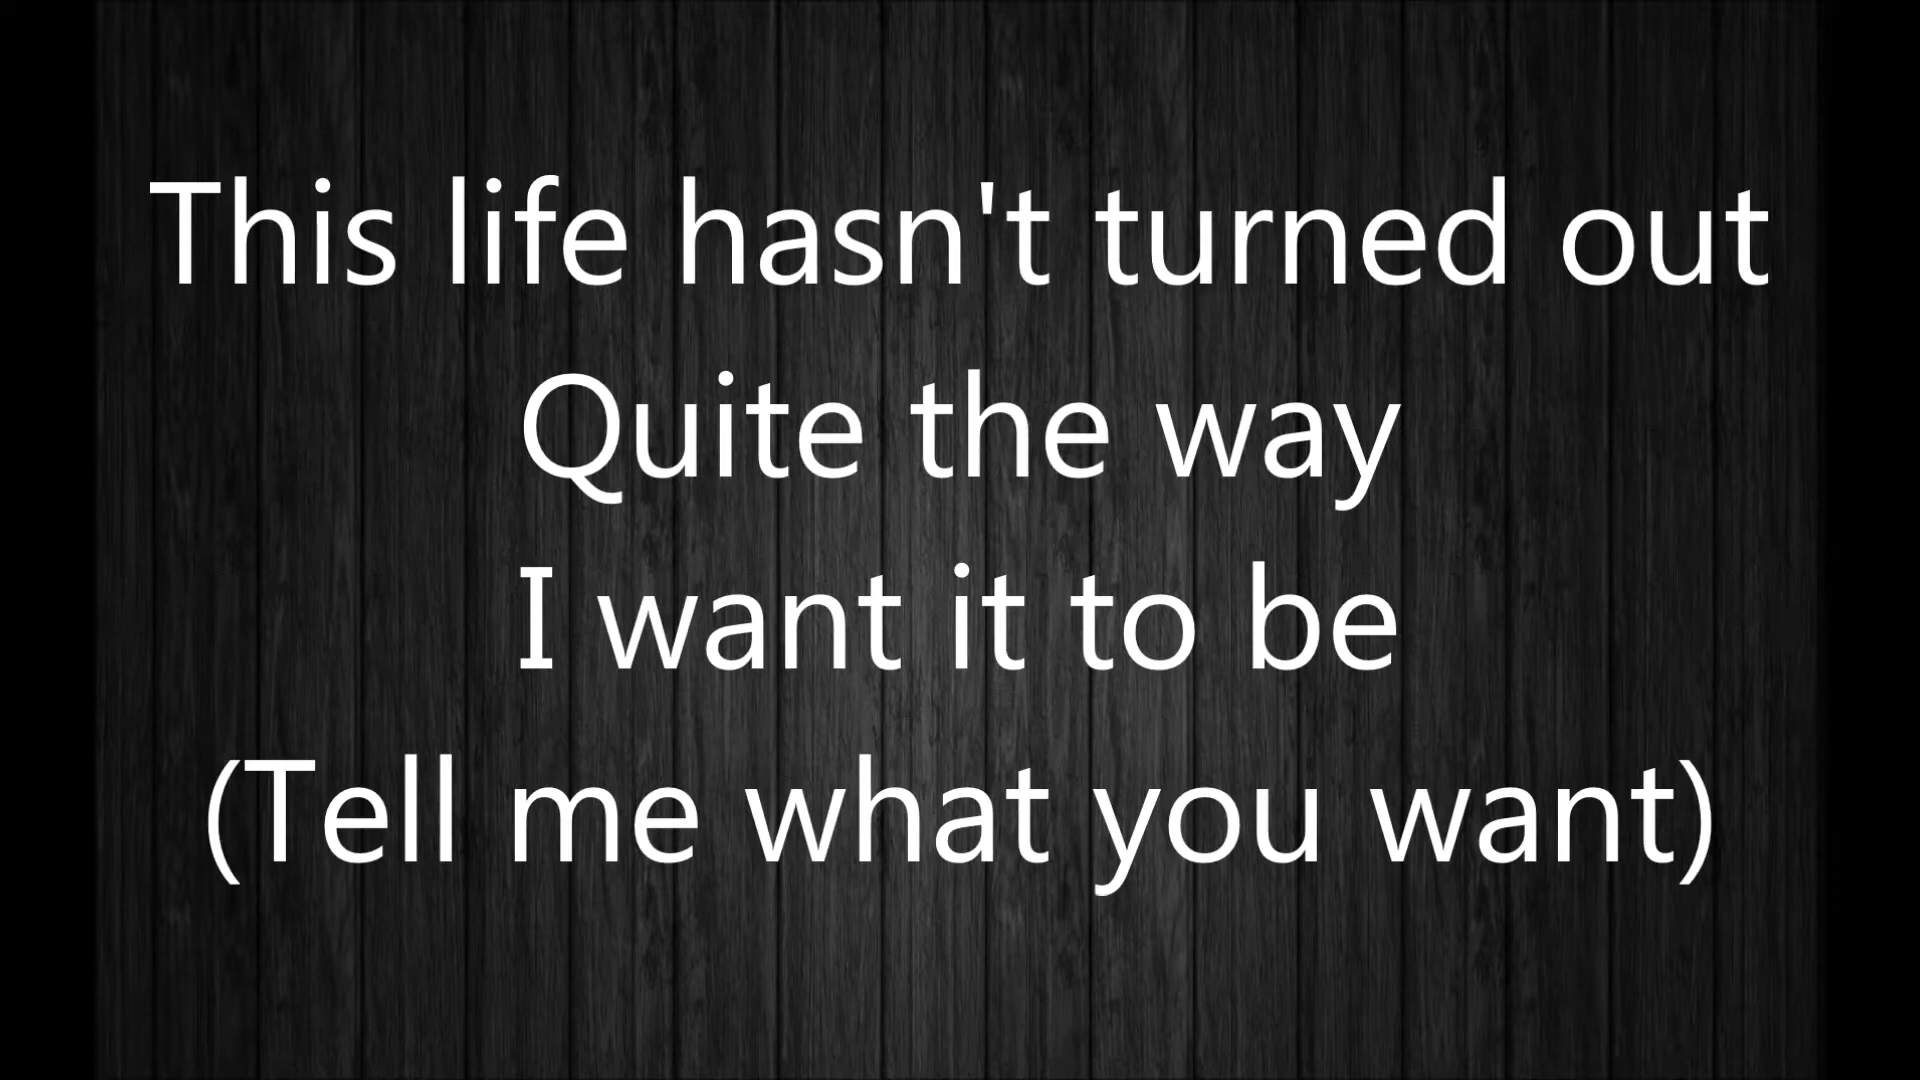 This life hasn't turned out
Quite the way
I want it to be
(Tell me what you want)